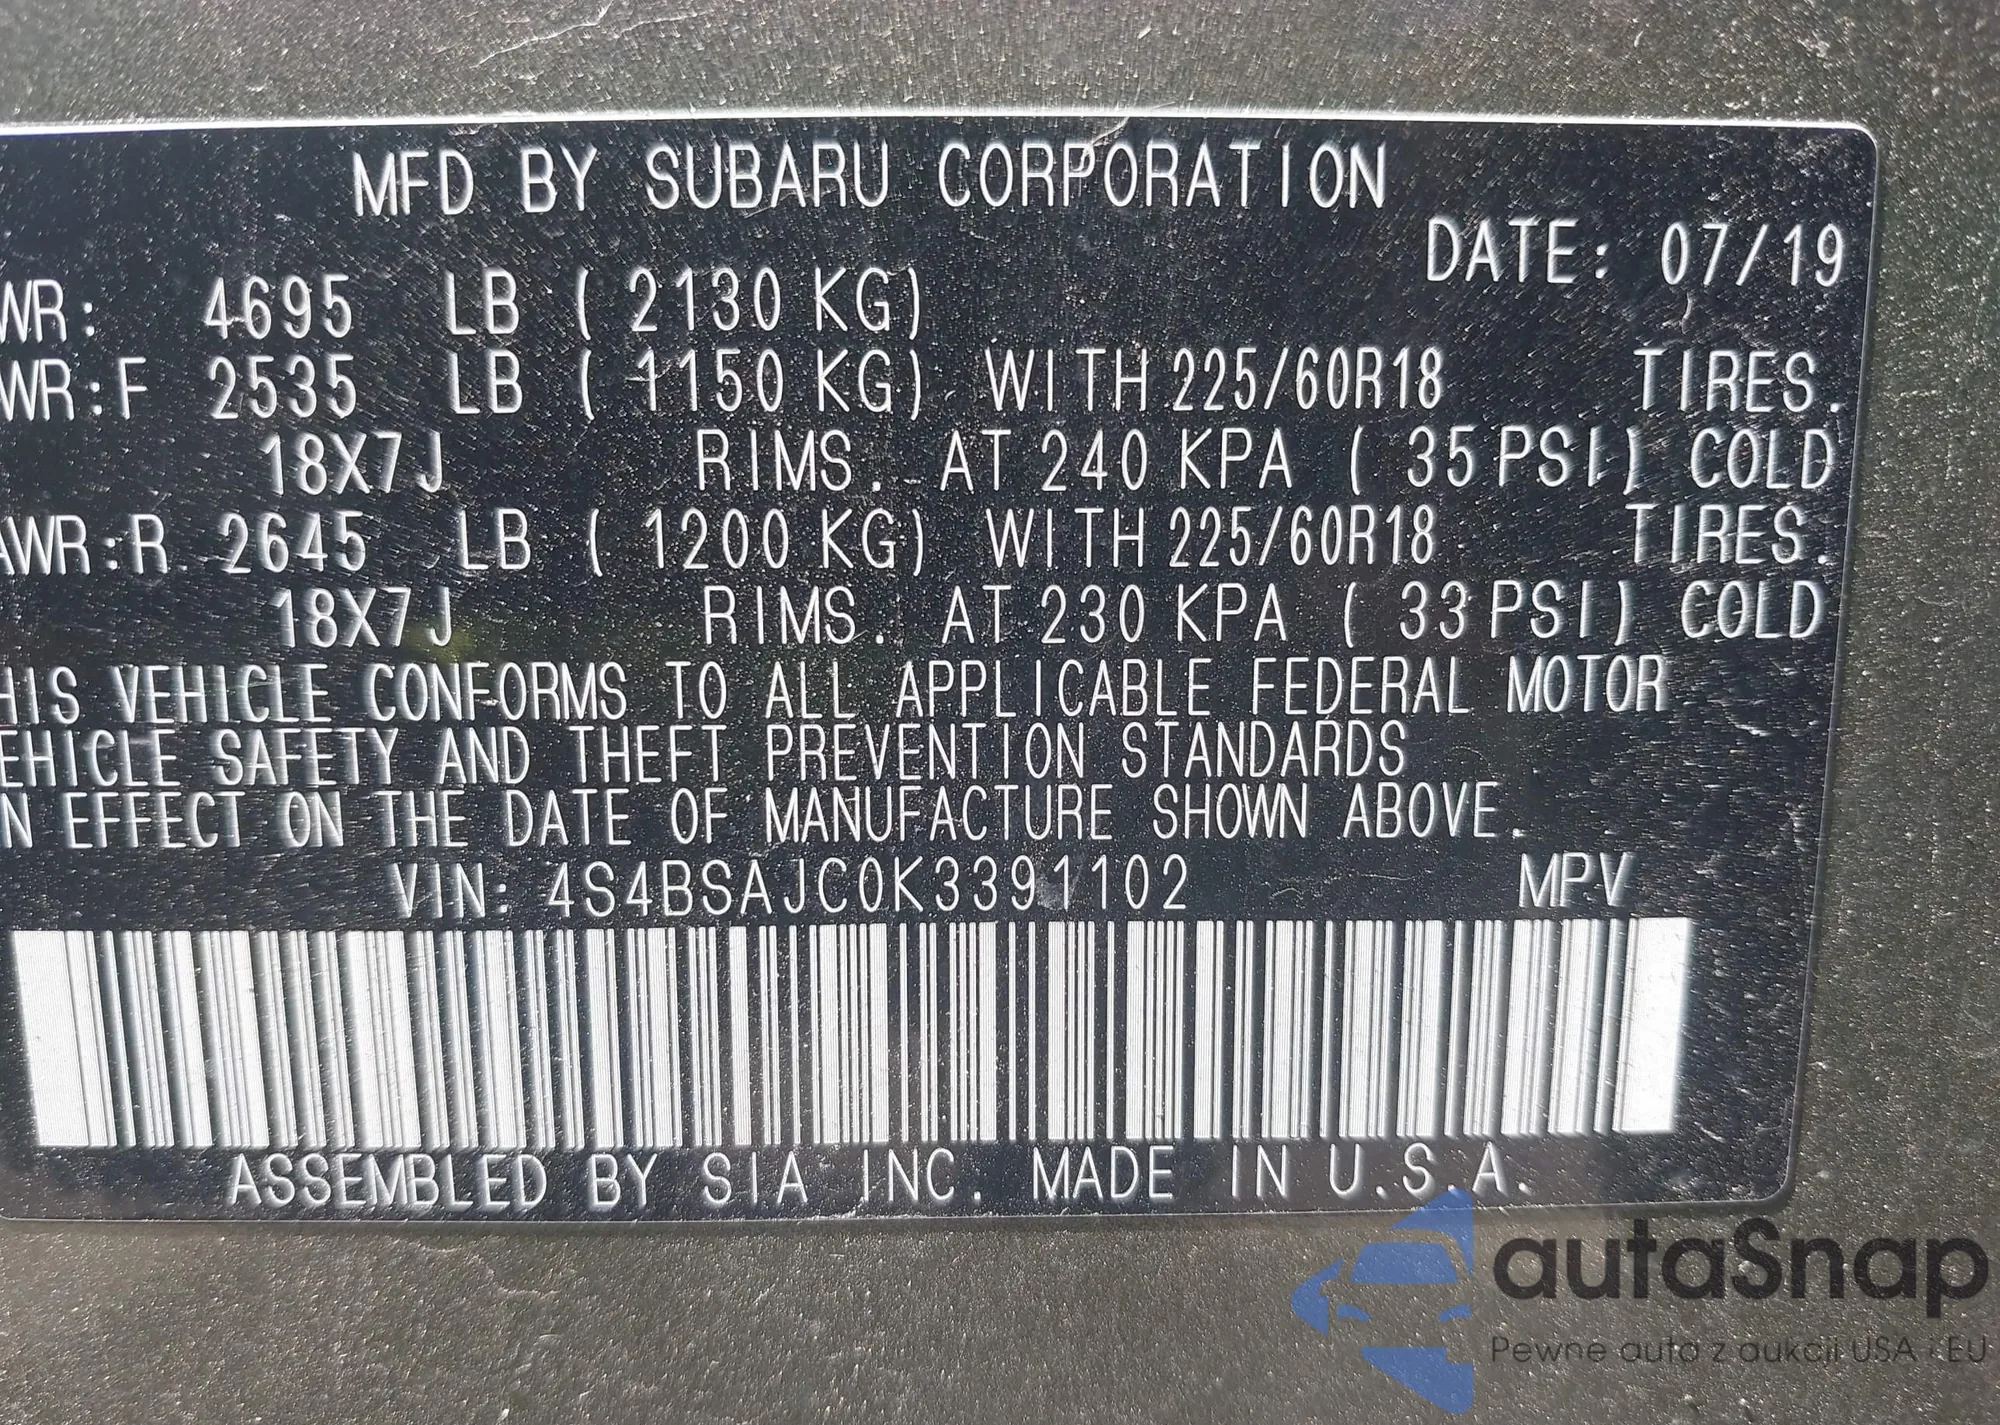 MFD BY SUBARU CORPORATION
DATE: 07/19
WR: 4695 LB ( 2130 KG)
WR:F 2535 LB ( 1150 KG) WITH 225/60R18 TIRES.
18X7J RIMS. AT 240 KPA ( 35 PSI) COLD
AWR:R 2645 LB ( 1200 KG) WITH 225/60R18 TIRES.
18X7J RIMS. AT 230 KPA ( 33 PSI) COLD
HIS VEHICLE CONFORMS TO ALL APPLICABLE FEDERAL MOTOR
EHICLE SAFETY AND THEFT PREVENTION STANDARDS
N EFFECT ON THE DATE OF MANUFACTURE SHOWN ABOVE.
VIN: 4S4BSAJC0K3391102 MPV
ASSEMBLED BY SIA INC. MADE IN U.S.A.
autaSnap
Pewne auta z aukcji USA i EU